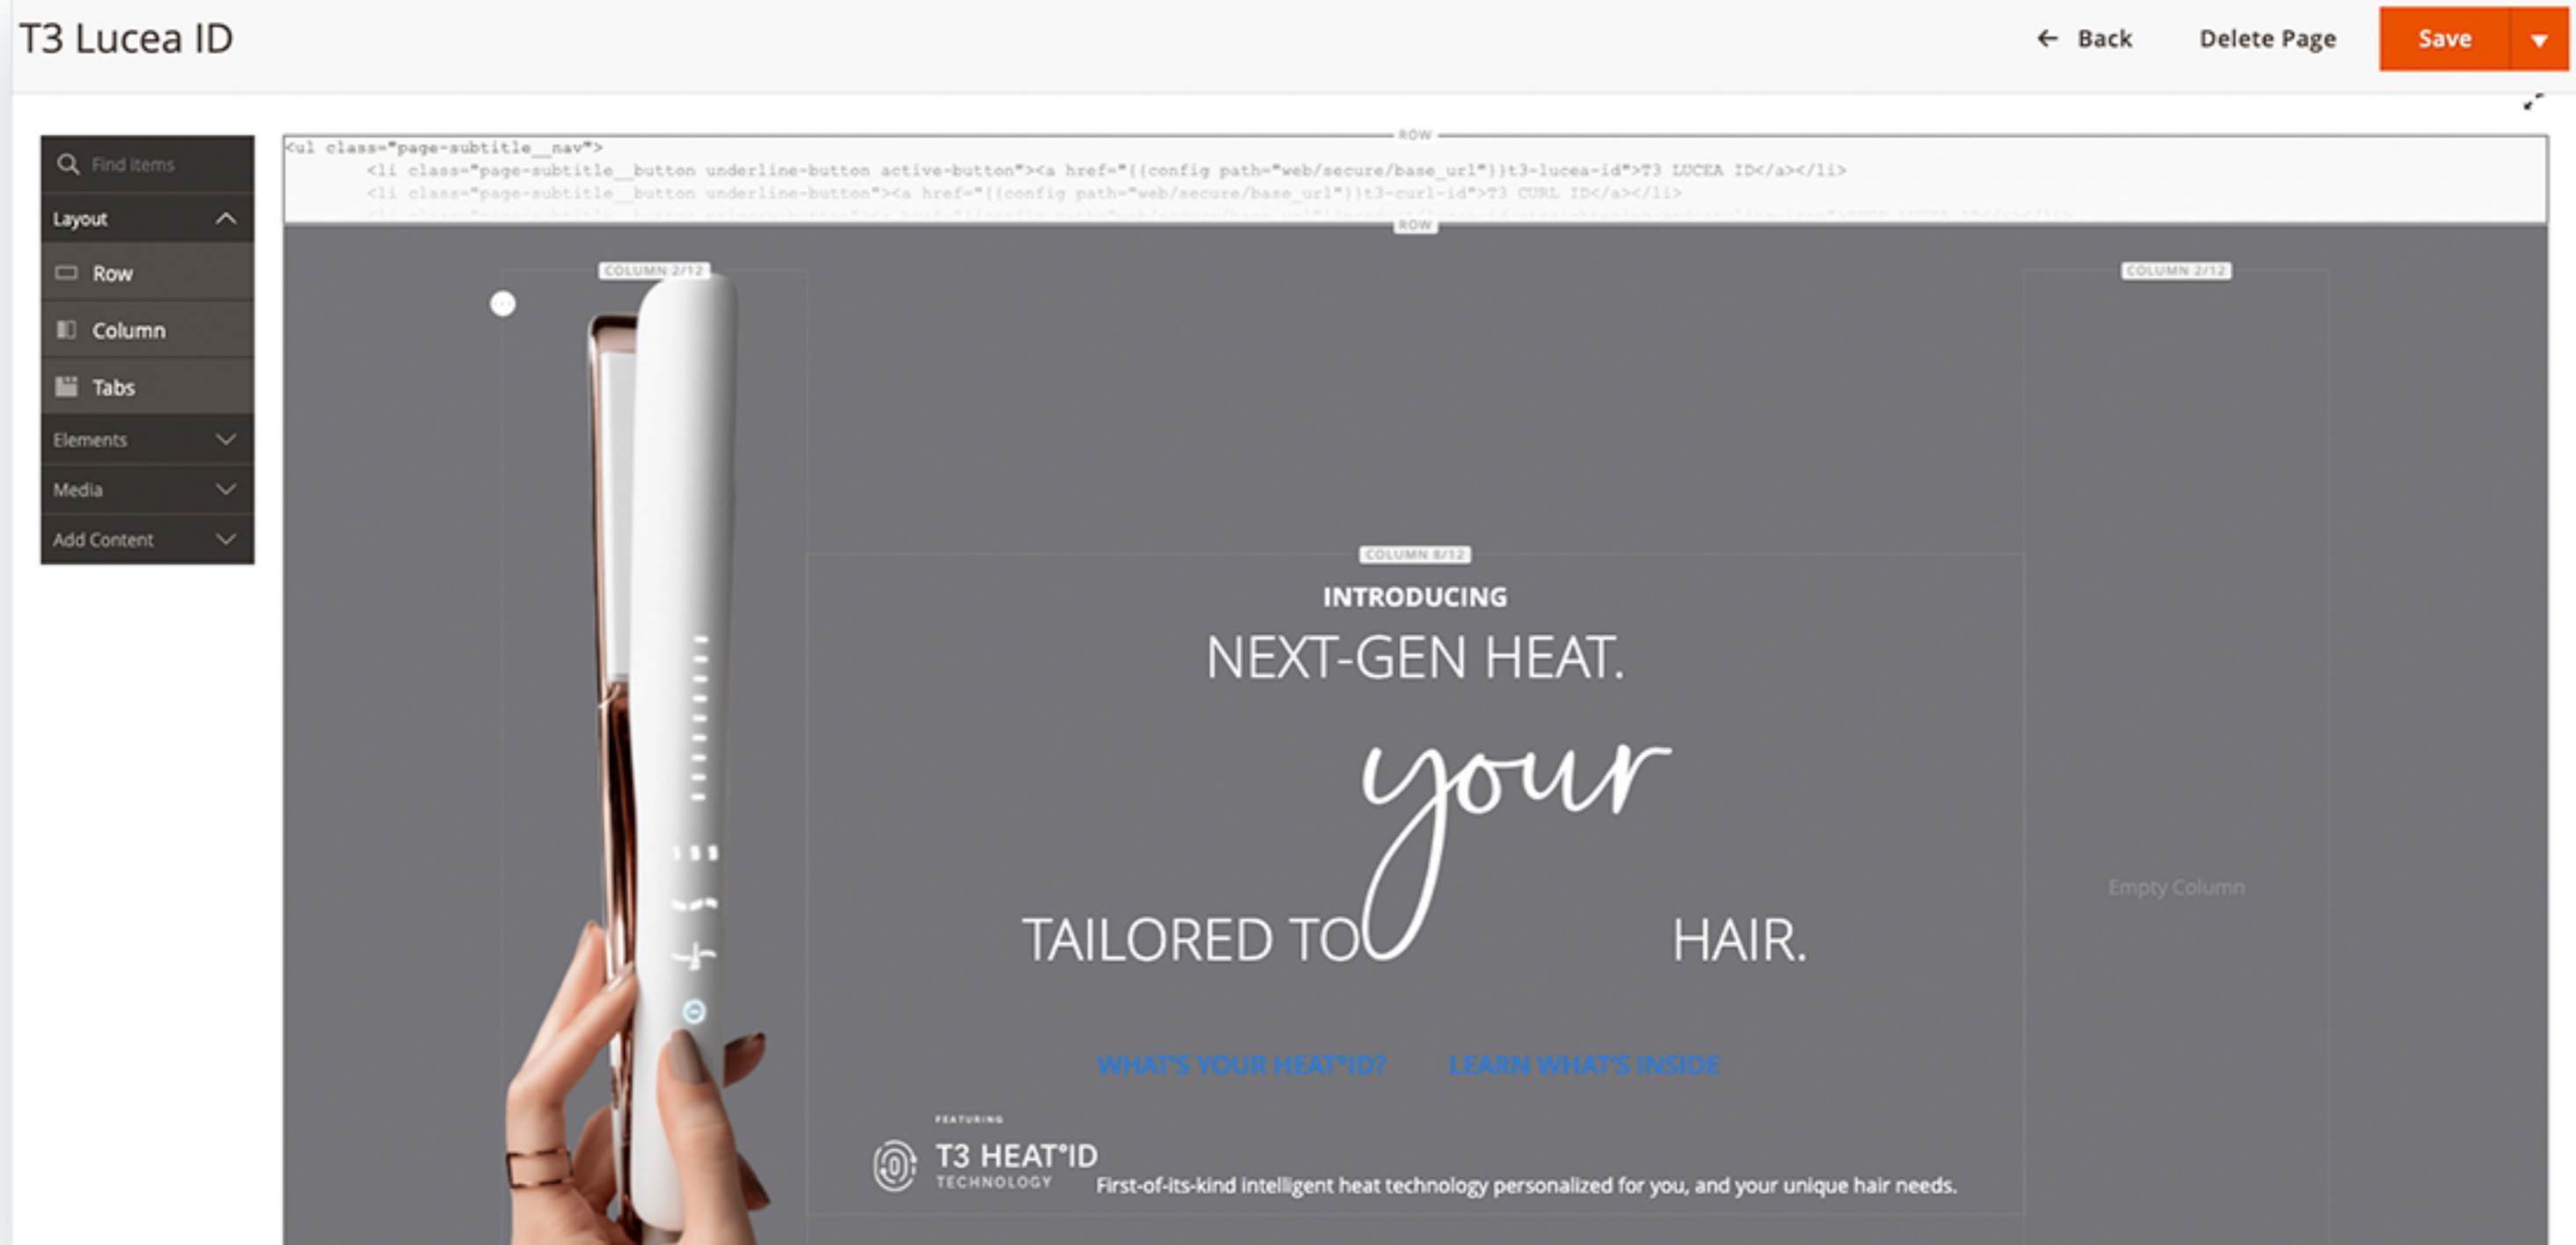 T3 Lucea ID
Back
Delete Page
Save
Find items
Layout
Row
Column
Tabs
Elements
Media
Add Content
ROW
<ul class="page-subtitle__nav">
<li class="page-subtitle__button underline-button active-button"><a href="{{config path="web/secure/base_url"}}t3-lucea-id">T3 LUCEA ID</a></li>
<li class="page-subtitle__button underline-button"><a href="{{config path="web/secure/base_url"}}t3-curl-id">T3 CURL ID</a></li>
ROW
COLUMN 2/12
COLUMN 2/12
COLUMN 8/12
INTRODUCING
NEXT-GEN HEAT.
your
TAILORED TO HAIR.
Empty Column
WHAT'S YOUR HEAT°ID? LEARN WHAT'S INSIDE
FEATURING
T3 HEAT°ID
TECHNOLOGY
First-of-its-kind intelligent heat technology personalized for you, and your unique hair needs.